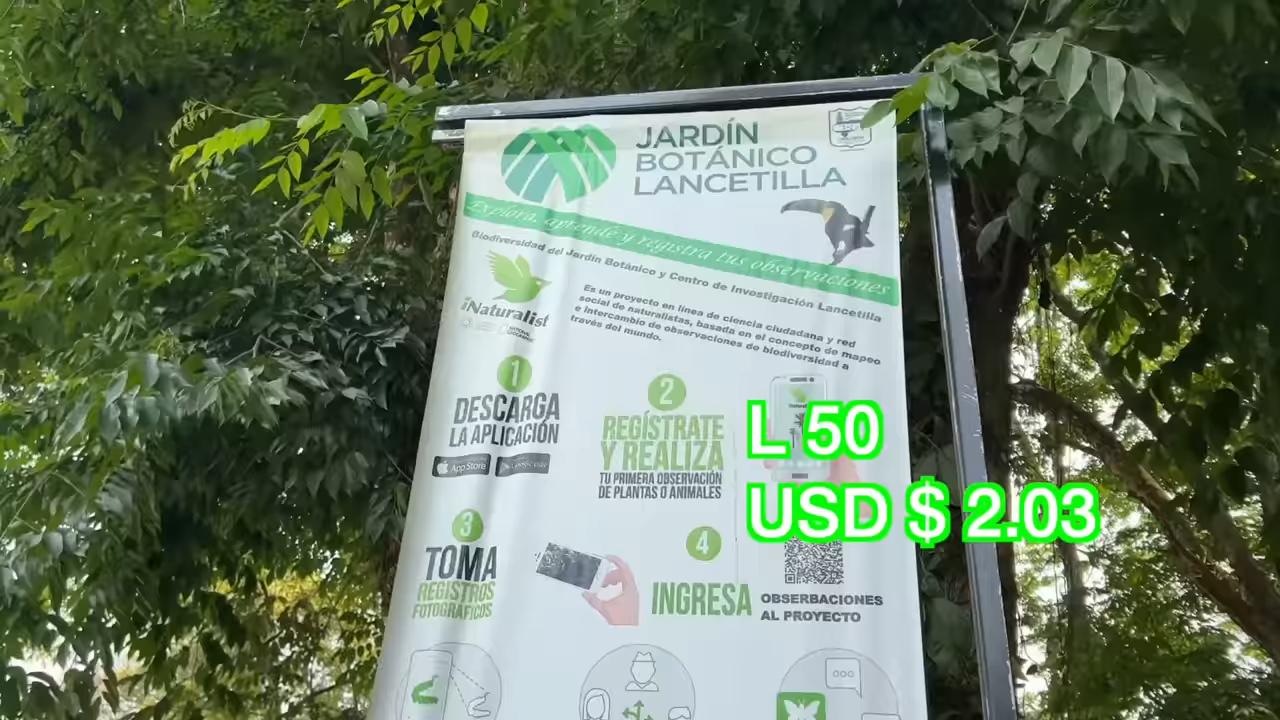 JARDÍN
BOTÁNICO
LANCETILLA
Explora, aprende y registra tus observaciones
Biodiversidad del Jardín Botánico y Centro de Investigación Lancetilla
iNaturalist
Es un proyecto en línea de ciencia ciudadana y red
social de naturalistas, basada en el concepto de mapeo
e intercambio de observaciones de biodiversidad a
través del mundo.
1
DESCARGA
LA APLICACIÓN
App Store
2
REGÍSTRATE
Y REALIZA
TU PRIMERA OBSERVACIÓN
DE PLANTAS O ANIMALES
L 50
USD $ 2.03
3
TOMA
REGISTROS
FOTOGRÁFICOS
4
INGRESA
OBSERBACIONES
AL PROYECTO